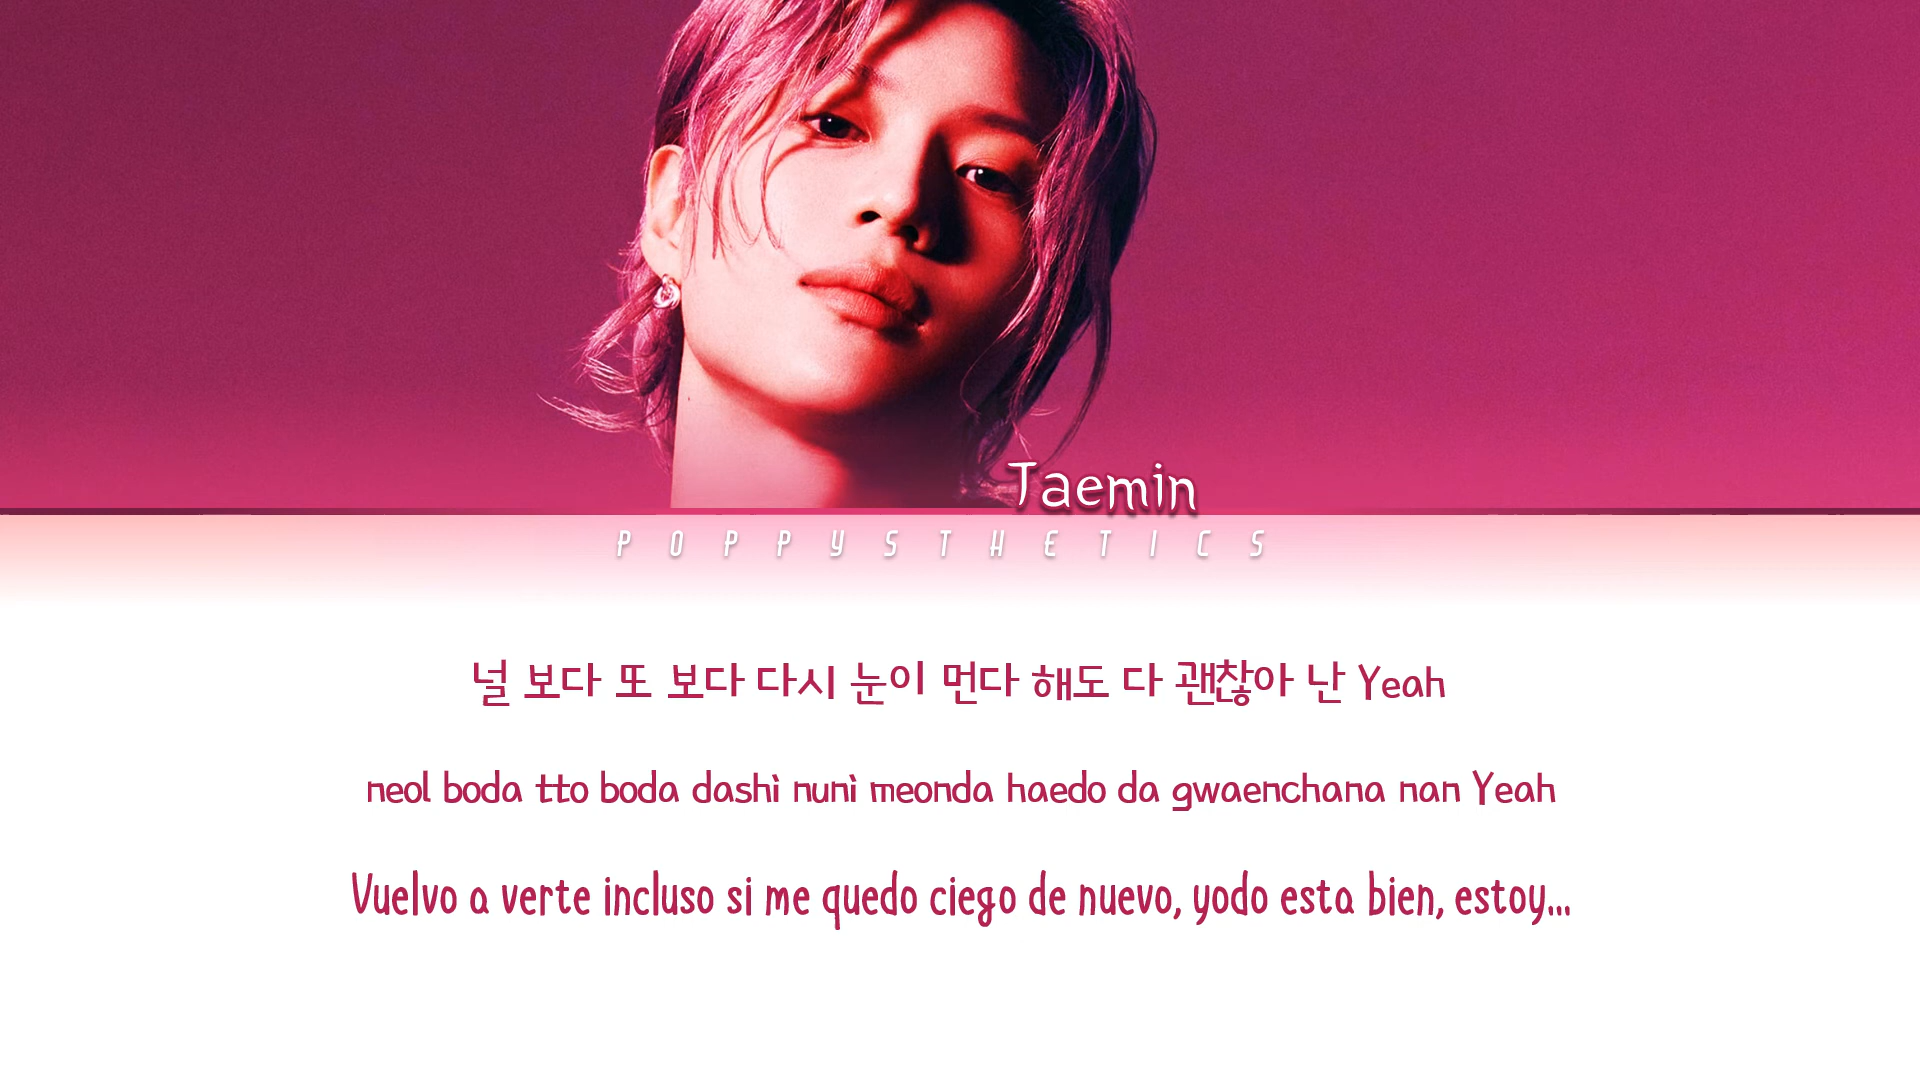 Taemin
POPPYSTHETICS
널 보다 또 보다 다시 눈이 먼다 해도 다 괜찮아 난 Yeah
neol boda tto boda dashi nuni meonda haedo da gwaenchana nan Yeah
Vuelvo a verte incluso si me quedo ciego de nuevo, yodo esta bien, estoy...